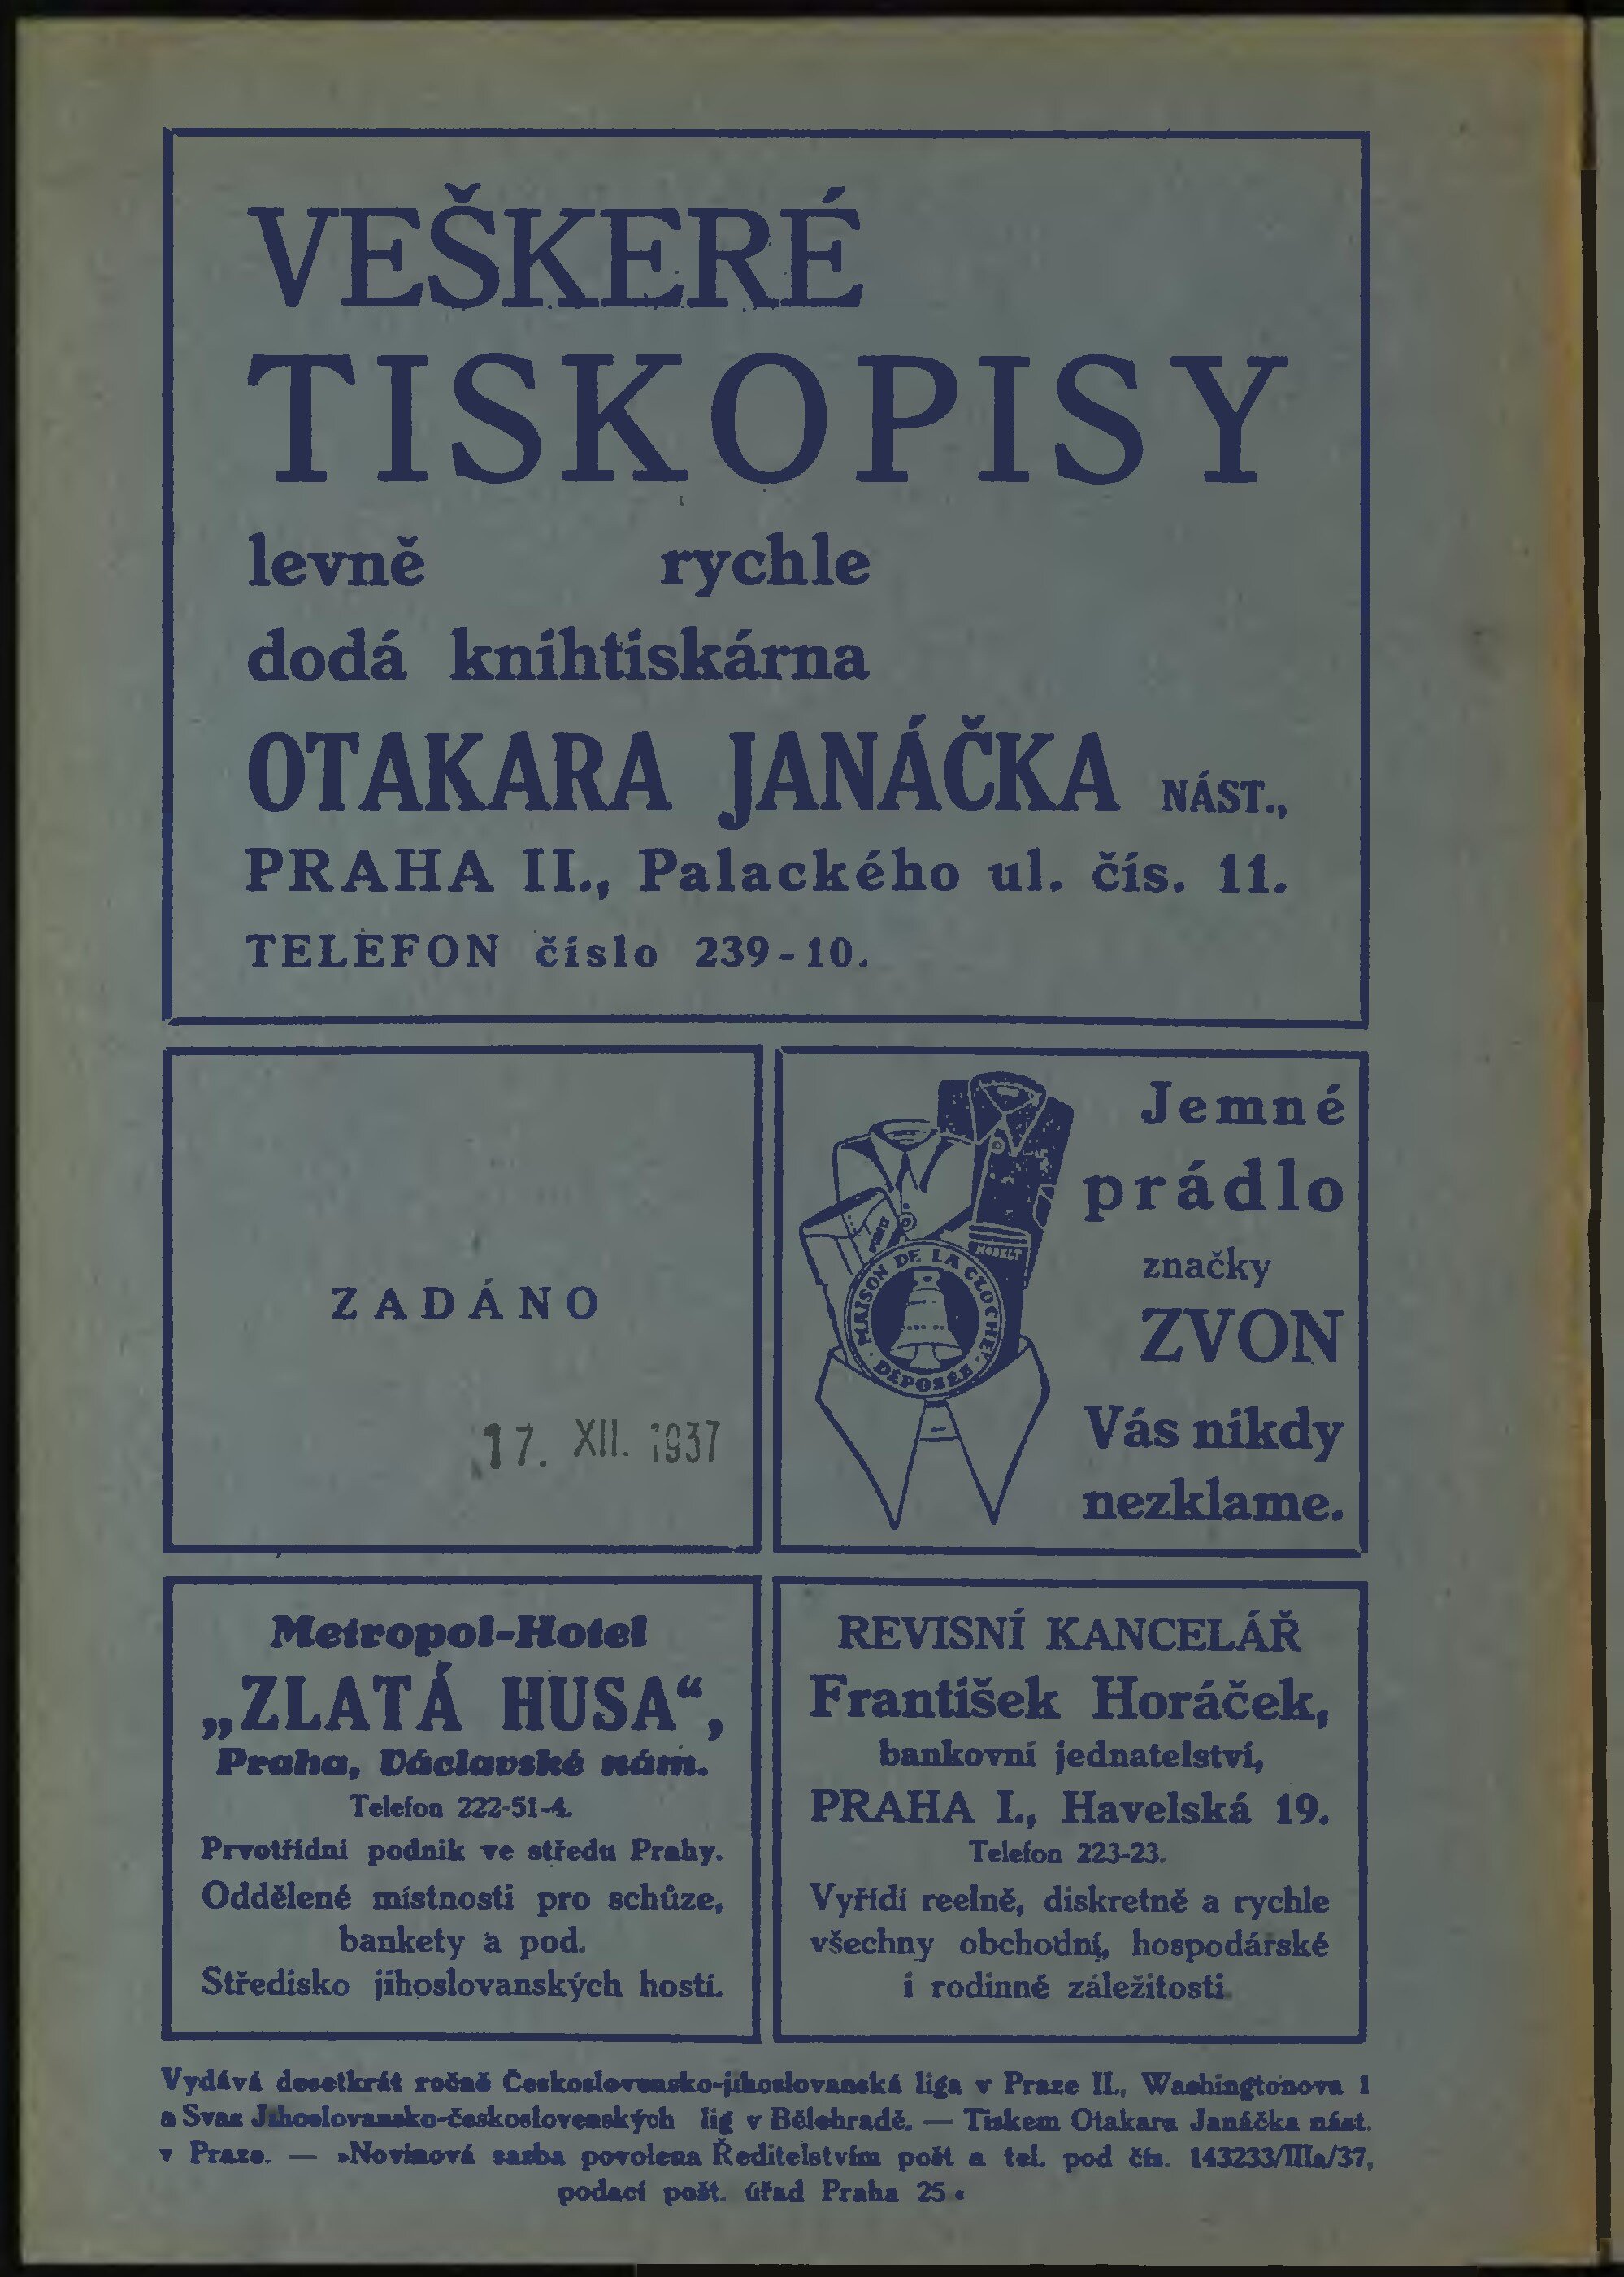 VEŠKERÉ
TISKOPISY
levně rychle
dodá knihtiskárna
OTAKARA JANÁČKA NÁST.,
PRAHA II., Palackého ul. čís. 11.
TELEFON číslo 239-10.
ZADÁNO
17. XII. 1937
MAISON DE LA CLOCHE
DÉPOSÉE
Jemné
prádlo
značky
ZVON
Vás nikdy
nezklame.
Metropol-Hotel
„ZLATÁ HUSA“,
Praha, Václavské nám.
Telefon 222-51-4.
Prvotřídní podnik ve středu Prahy.
Oddělené místnosti pro schůze,
bankety a pod.
Středisko jihoslovanských hostí.
REVISNÍ KANCELÁŘ
František Horáček,
bankovní jednatelství,
PRAHA I., Havelská 19.
Telefon 223-23.
Vyřídí reelně, diskretně a rychle
všechny obchodní, hospodářské
i rodinné záležitosti.
Vydává desetkrát ročně Československo-jihoslovanská liga v Praze II., Washingtonova 1
a Svaz Jihoslovansko-československých lig v Bělehradě. — Tiskem Otakara Janáčka nást.
v Praze. — »Novinová sazba povolena Ředitelstvím pošt a tel. pod čís. 143233/IIIa/37,
podací pošt. úřad Praha 25«